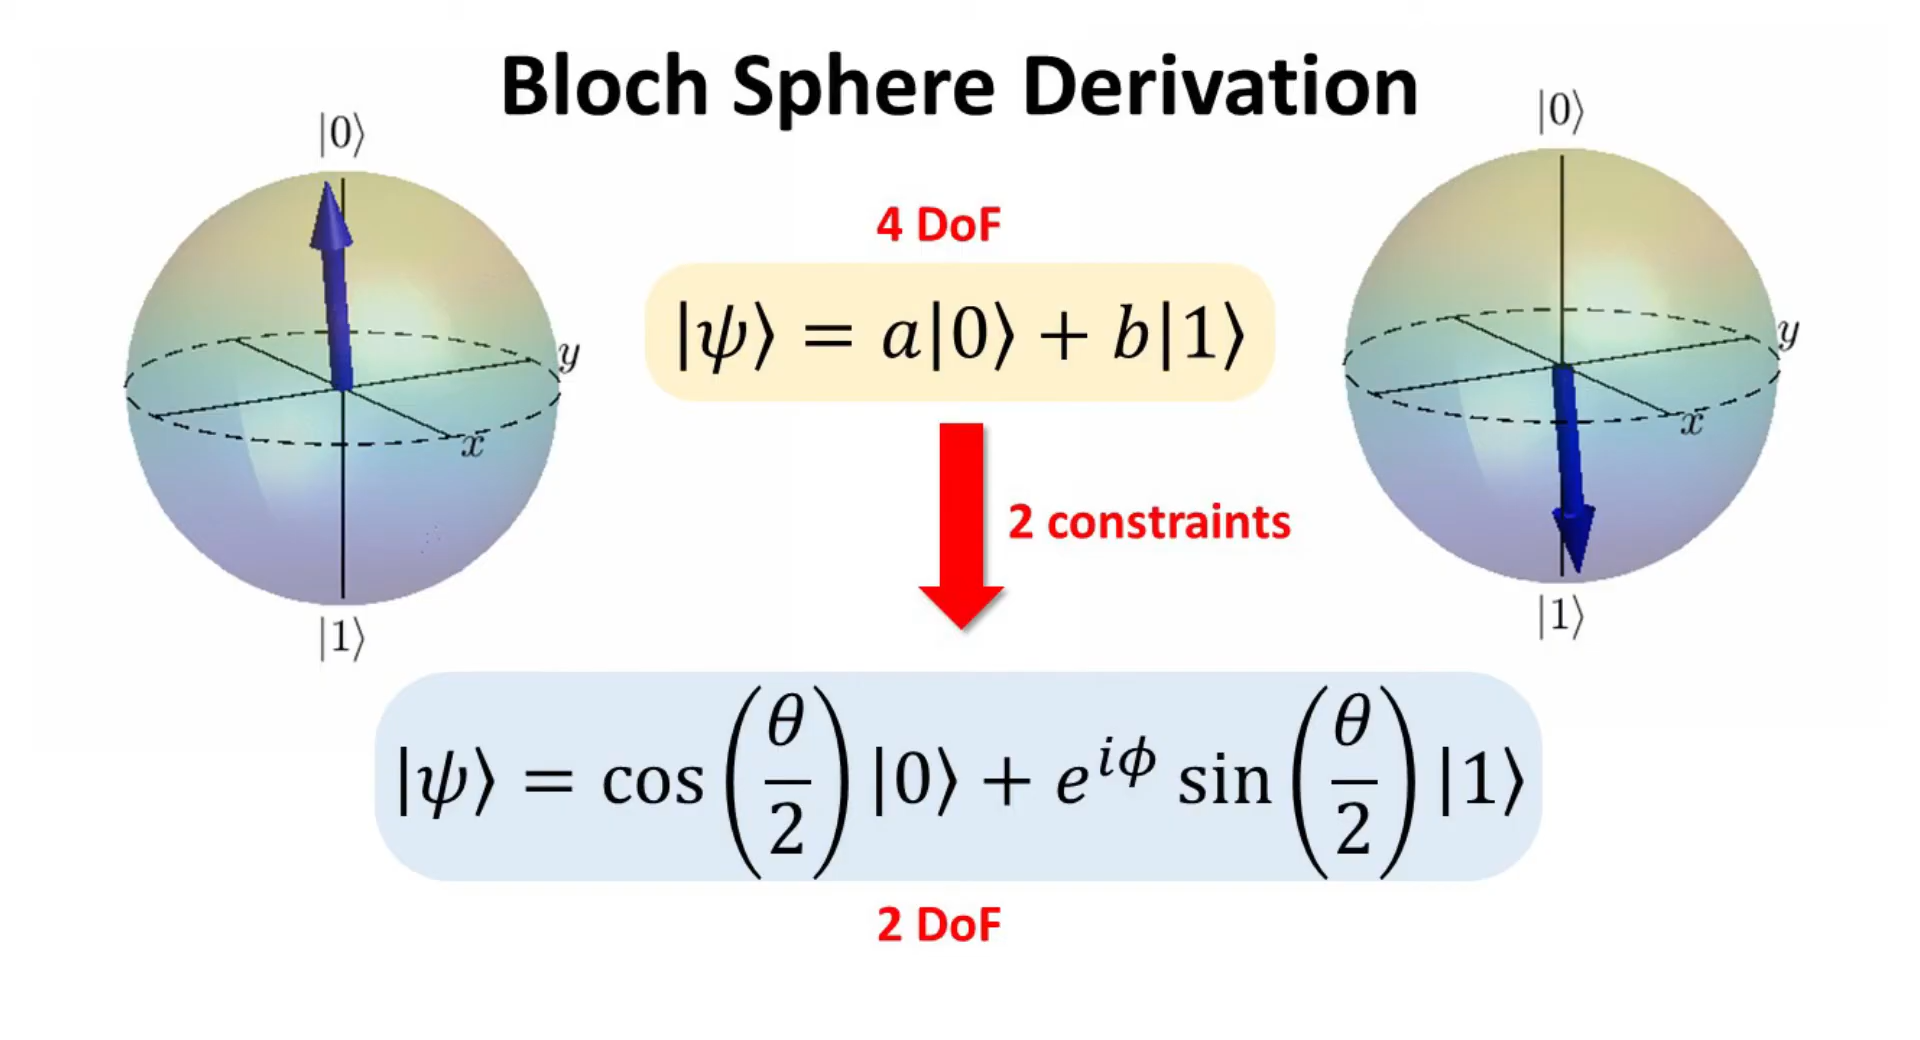 Bloch Sphere Derivation
|0⟩
y
x
|1⟩
4 DoF
|ψ⟩ = a|0⟩ + b|1⟩
2 constraints
|0⟩
y
x
|1⟩
|ψ⟩ = cos(θ/2)|0⟩ + e^{iϕ} sin(θ/2)|1⟩
2 DoF